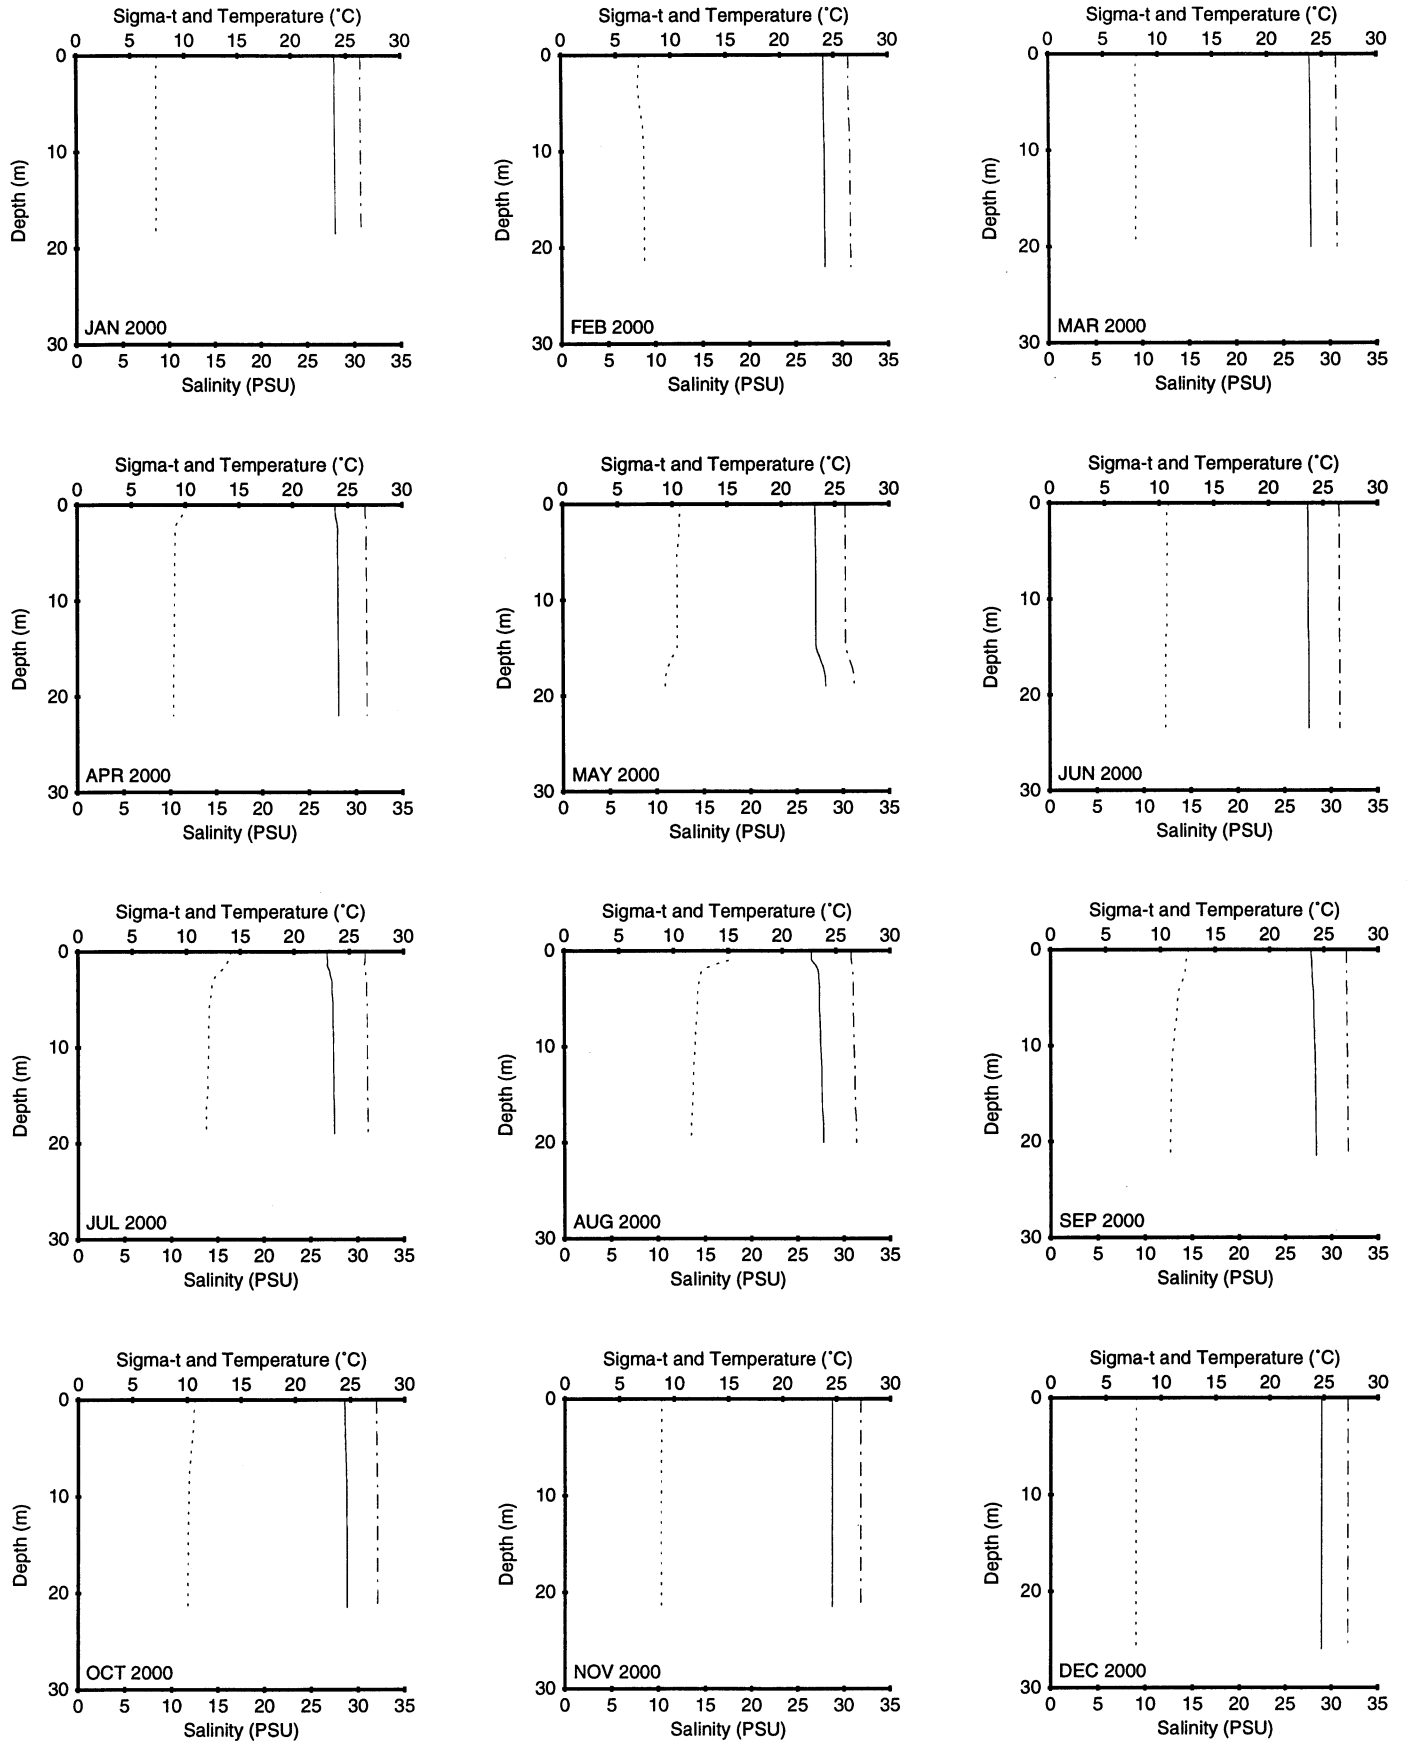 Sigma-t and Temperature (˚C) Sigma-t and Temperature (˚C) Sigma-t and Temperature (˚C)
0 5 10 15 20 25 30 0 5 10 15 20 25 30 0 5 10 15 20 25 30
0 0 0
10 10 10
Depth (m) Depth (m) Depth (m)
20 20 20
JAN 2000 FEB 2000 MAR 2000
30 30 30
0 5 10 15 20 25 30 35 0 5 10 15 20 25 30 35 0 5 10 15 20 25 30 35
Salinity (PSU) Salinity (PSU) Salinity (PSU)
Sigma-t and Temperature (˚C) Sigma-t and Temperature (˚C) Sigma-t and Temperature (˚C)
0 5 10 15 20 25 30 0 5 10 15 20 25 30 0 5 10 15 20 25 30
0 0 0
10 10 10
Depth (m) Depth (m) Depth (m)
20 20 20
APR 2000 MAY 2000 JUN 2000
30 30 30
0 5 10 15 20 25 30 35 0 5 10 15 20 25 30 35 0 5 10 15 20 25 30 35
Salinity (PSU) Salinity (PSU) Salinity (PSU)
Sigma-t and Temperature (˚C) Sigma-t and Temperature (˚C) Sigma-t and Temperature (˚C)
0 5 10 15 20 25 30 0 5 10 15 20 25 30 0 5 10 15 20 25 30
0 0 0
10 10 10
Depth (m) Depth (m) Depth (m)
20 20 20
JUL 2000 AUG 2000 SEP 2000
30 30 30
0 5 10 15 20 25 30 35 0 5 10 15 20 25 30 35 0 5 10 15 20 25 30 35
Salinity (PSU) Salinity (PSU) Salinity (PSU)
Sigma-t and Temperature (˚C) Sigma-t and Temperature (˚C) Sigma-t and Temperature (˚C)
0 5 10 15 20 25 30 0 5 10 15 20 25 30 0 5 10 15 20 25 30
0 0 0
10 10 10
Depth (m) Depth (m) Depth (m)
20 20 20
OCT 2000 NOV 2000 DEC 2000
30 30 30
0 5 10 15 20 25 30 35 0 5 10 15 20 25 30 35 0 5 10 15 20 25 30 35
Salinity (PSU) Salinity (PSU) Salinity (PSU)